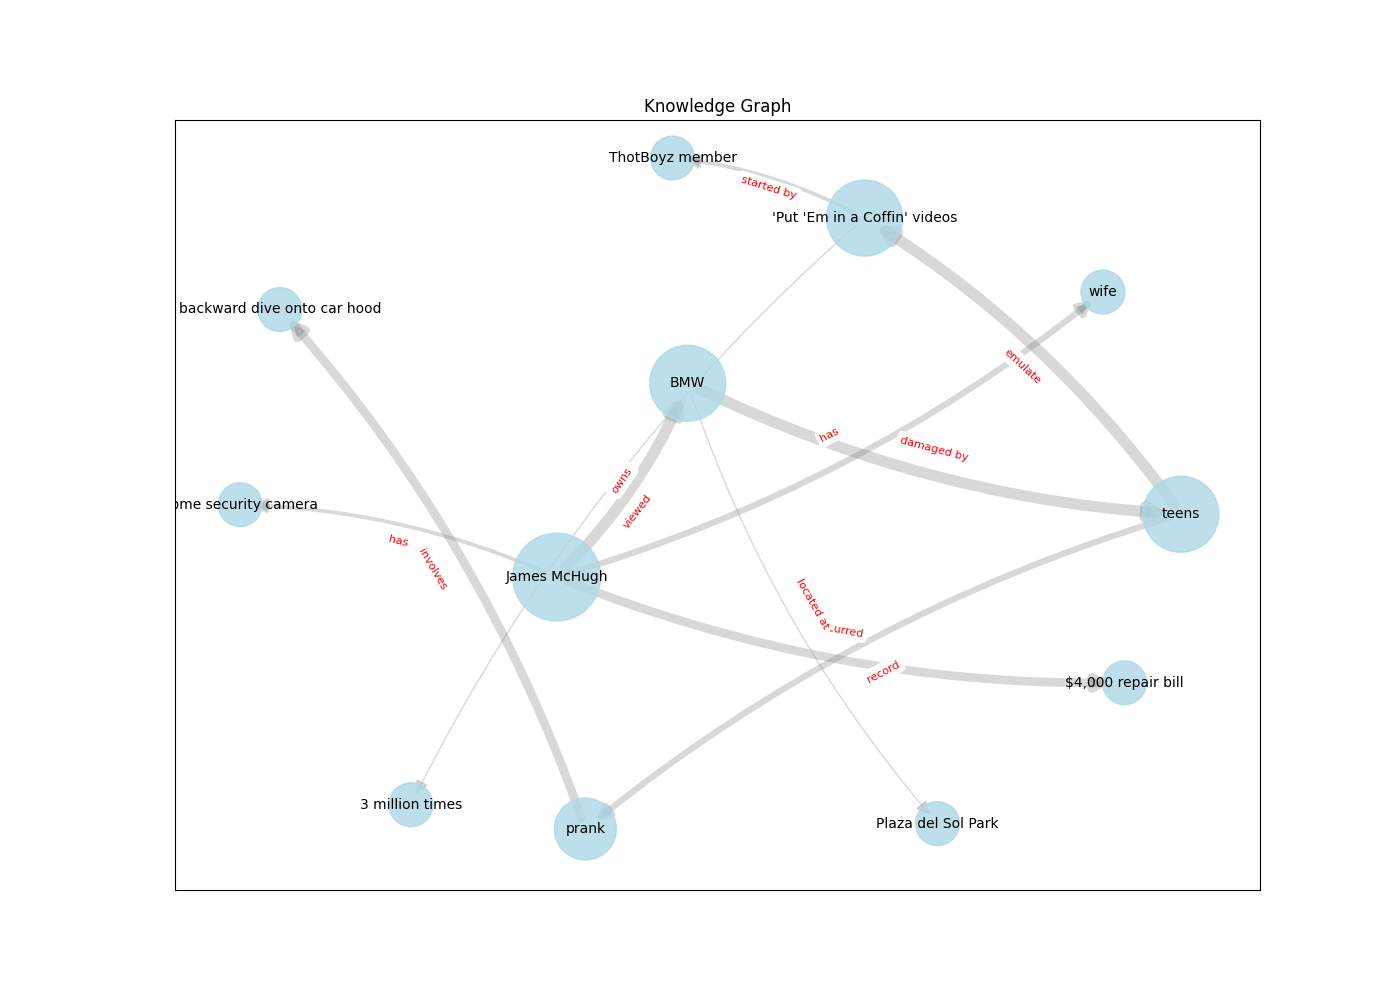 Knowledge Graph
ThotBoyz member
started by
'Put 'Em in a Coffin' videos
wife
backward dive onto car hood
emulate
BMW
has
damaged by
owns
viewed
ome security camera
teens
has
involves
James McHugh
located at
urred
record
$4,000 repair bill
3 million times
prank
Plaza del Sol Park